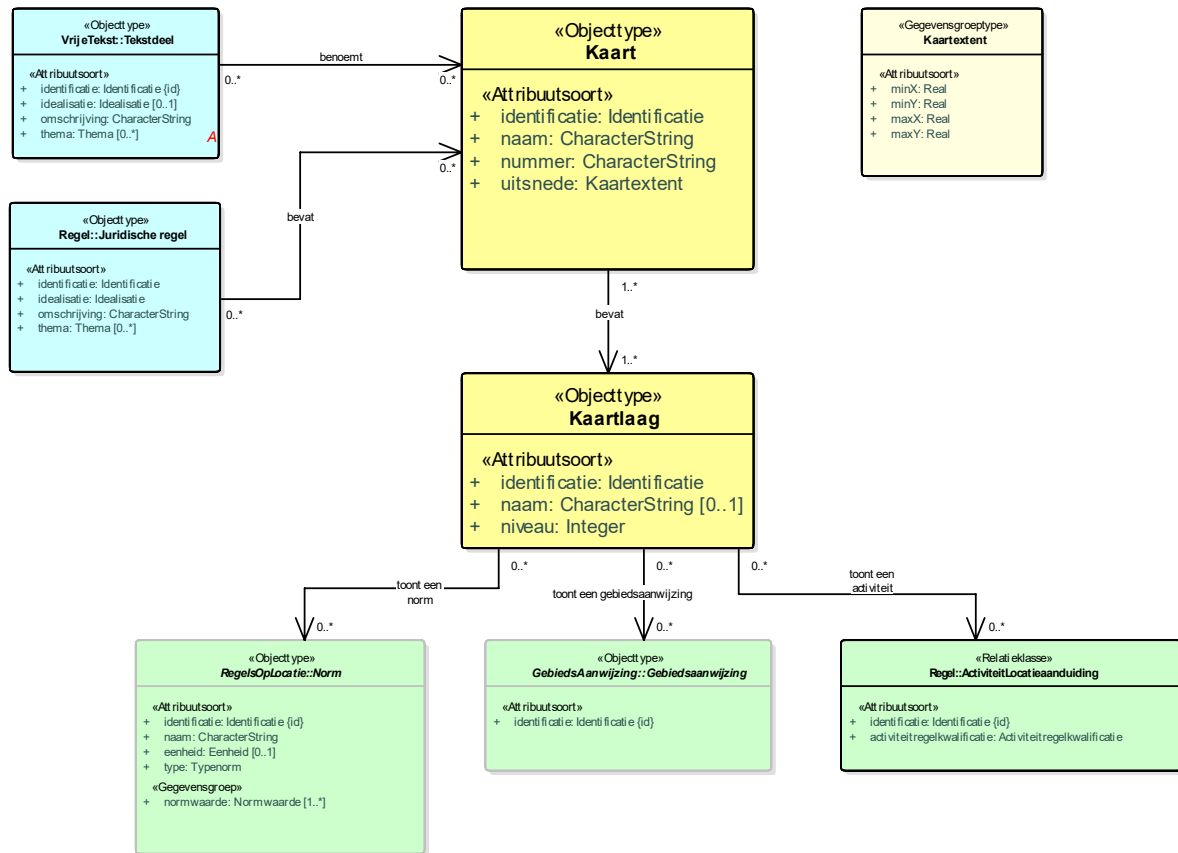 «Objecttype»
VrijeTekst::Tekstdeel
«Attribuutsoort»
+ identificatie: Identificatie {id}
+ idealisatie: Idealisatie [0..1]
+ omschrijving: CharacterString
+ thema: Thema [0..*]
A
benoemt
0..*
0..*
«Objecttype»
Kaart
«Attribuutsoort»
+ identificatie: Identificatie
+ naam: CharacterString
+ nummer: CharacterString
+ uitsnede: Kaartextent
«Gegevensgroeptype»
Kaartextent
«Attribuutsoort»
+ minX: Real
+ minY: Real
+ maxX: Real
+ maxY: Real
«Objecttype»
Regel::Juridische regel
«Attribuutsoort»
+ identificatie: Identificatie
+ idealisatie: Idealisatie
+ omschrijving: CharacterString
+ thema: Thema [0..*]
0..*
bevat
0..*
1..*
bevat
1..*
«Objecttype»
Kaartlaag
«Attribuutsoort»
+ identificatie: Identificatie
+ naam: CharacterString [0..1]
+ niveau: Integer
0..*
toont een
norm
0..*
0..*
toont een gebiedsaanwijzing
0..*
0..*
toont een
activiteit
0..*
«Objecttype»
RegelsOpLocatie::Norm
«Attribuutsoort»
+ identificatie: Identificatie {id}
+ naam: CharacterString
+ eenheid: Eenheid [0..1]
+ type: Typenorm
«Gegevensgroep»
+ normwaarde: Normwaarde [1..*]
«Objecttype»
GebiedsAanwijzing::Gebiedsaanwijzing
«Attribuutsoort»
+ identificatie: Identificatie {id}
«Relatieklasse»
Regel::ActiviteitLocatieaanduiding
«Attribuutsoort»
+ identificatie: Identificatie {id}
+ activiteitregelkwalificatie: Activiteitregelkwalificatie